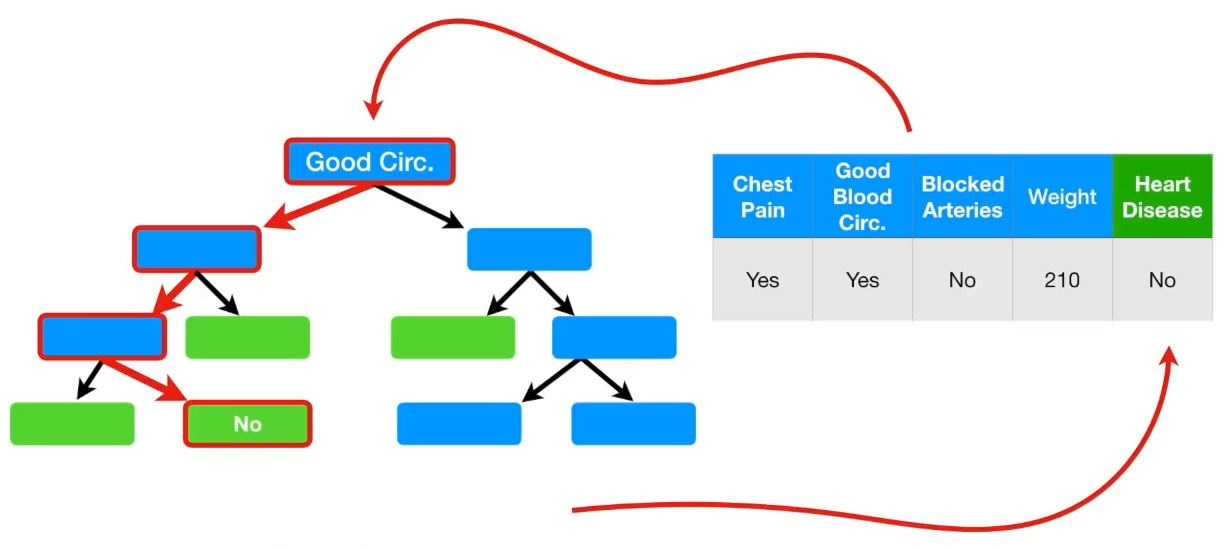 Good Circ.
No
Chest
Pain
Good
Blood
Circ.
Blocked
Arteries
Weight
Heart
Disease
Yes
Yes
No
210
No